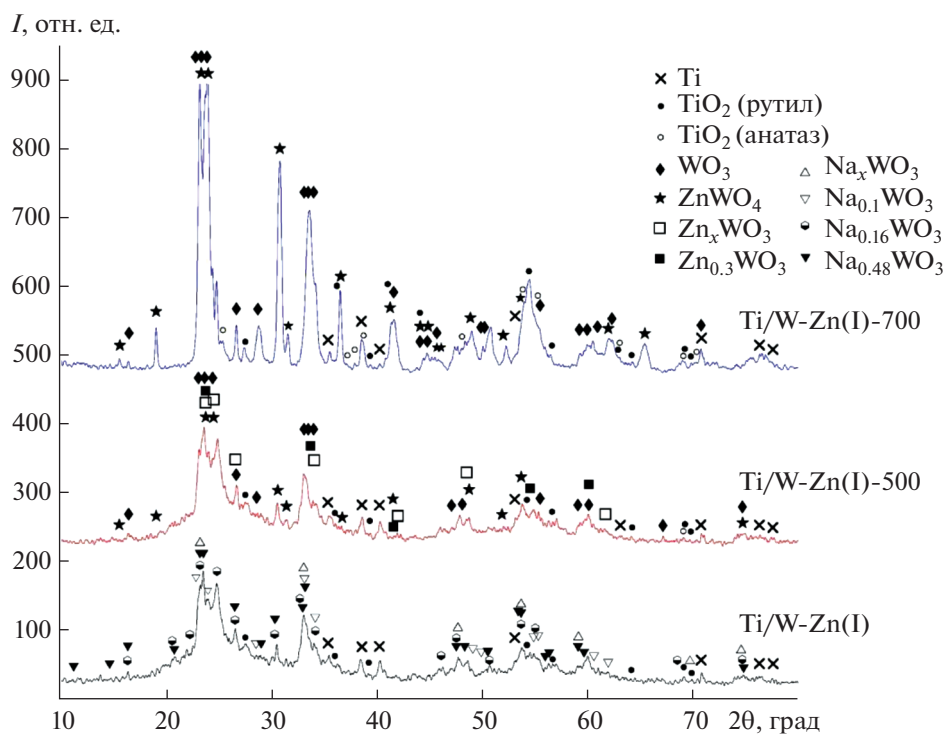 I, отн. ед.
900
800
700
600
500
400
300
200
100
Ti
TiO₂ (рутил)
TiO₂ (анатаз)
WO₃
ZnWO₄
ZnₓWO₃
Zn₀.₃WO₃
NaₓWO₃
Na₀.₁WO₃
Na₀.₁₆WO₃
Na₀.₄₈WO₃
Ti/W-Zn(I)-700
Ti/W-Zn(I)-500
Ti/W-Zn(I)
10 20 30 40 50 60 70 2θ, град